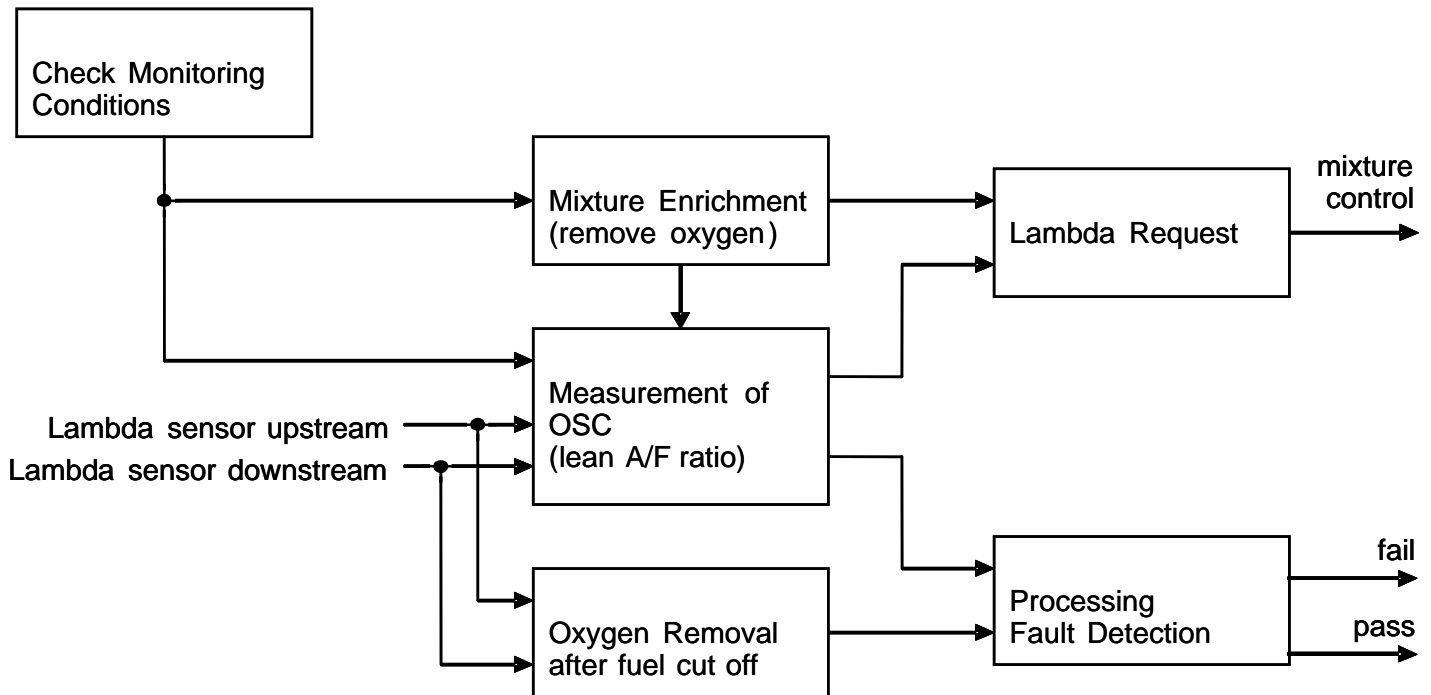 Check Monitoring
Conditions
Mixture Enrichment
(remove oxygen)
Lambda Request
mixture
control
Measurement of
OSC
(lean A/F ratio)
Lambda sensor upstream
Lambda sensor downstream
Oxygen Removal
after fuel cut off
Processing
Fault Detection
fail
pass